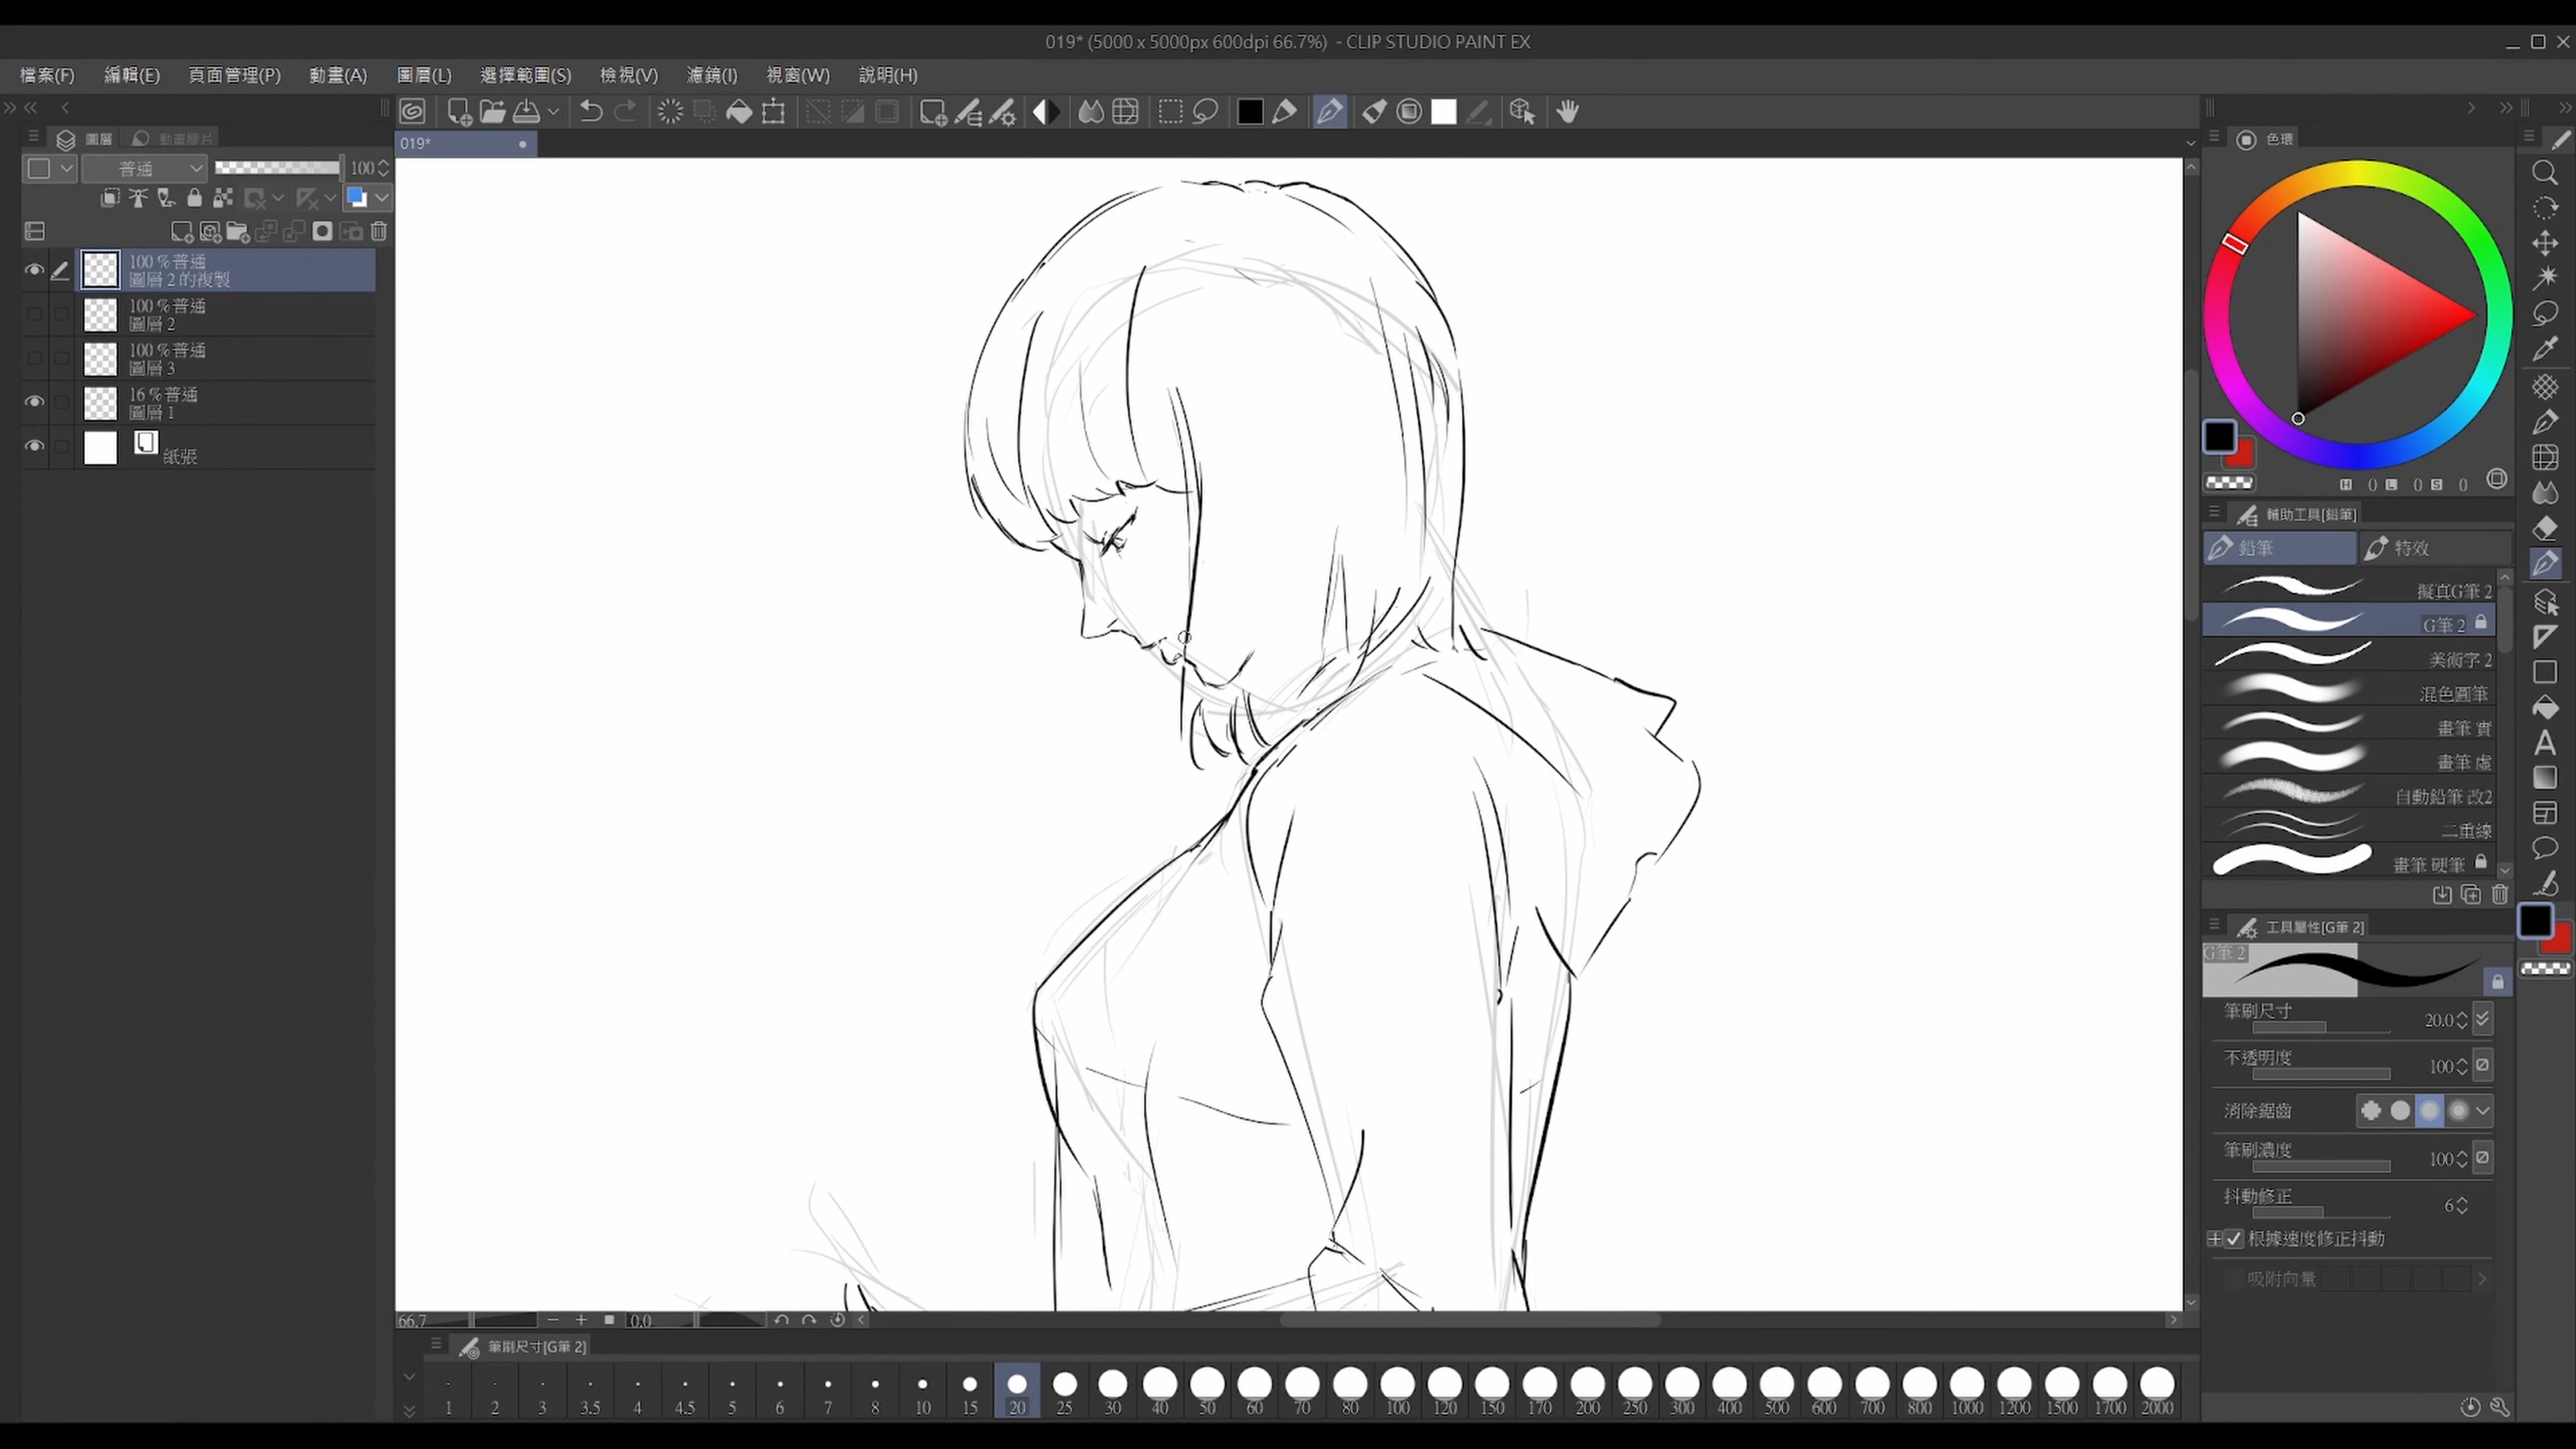 019* (5000 x 5000px 600dpi 66.7%) - CLIP STUDIO PAINT EX
檔案(F) 編輯(E) 頁面管理(P) 動畫(A) 圖層(L) 選擇範圍(S) 檢視(V) 濾鏡(I) 視窗(W) 說明(H)
圖層 動畫膠片
019*
普通 100
100 %普通
圖層 2 的複製
100 %普通
圖層 2
100 %普通
圖層 3
16 %普通
圖層 1
紙張
色環
H 0 L 0 S 0
輔助工具[鉛筆]
鉛筆 特效
擬真G筆 2
G筆 2
美術字 2
混色圓筆
畫筆 實
畫筆 虛
自動鉛筆 改2
二重線
畫筆 硬筆
工具屬性[G筆 2]
G筆 2
筆刷尺寸 20.0
不透明度 100
消除鋸齒
筆刷濃度 100
抖動修正 6
根據速度修正抖動
吸附向量
66.7 0.0
筆刷尺寸[G筆 2]
1 2 3 3.5 4 4.5 5 6 7 8 10 15 20 25 30 40 50 60 70 80 100 120 150 170 200 250 300 400 500 600 700 800 1000 1200 1500 1700 2000